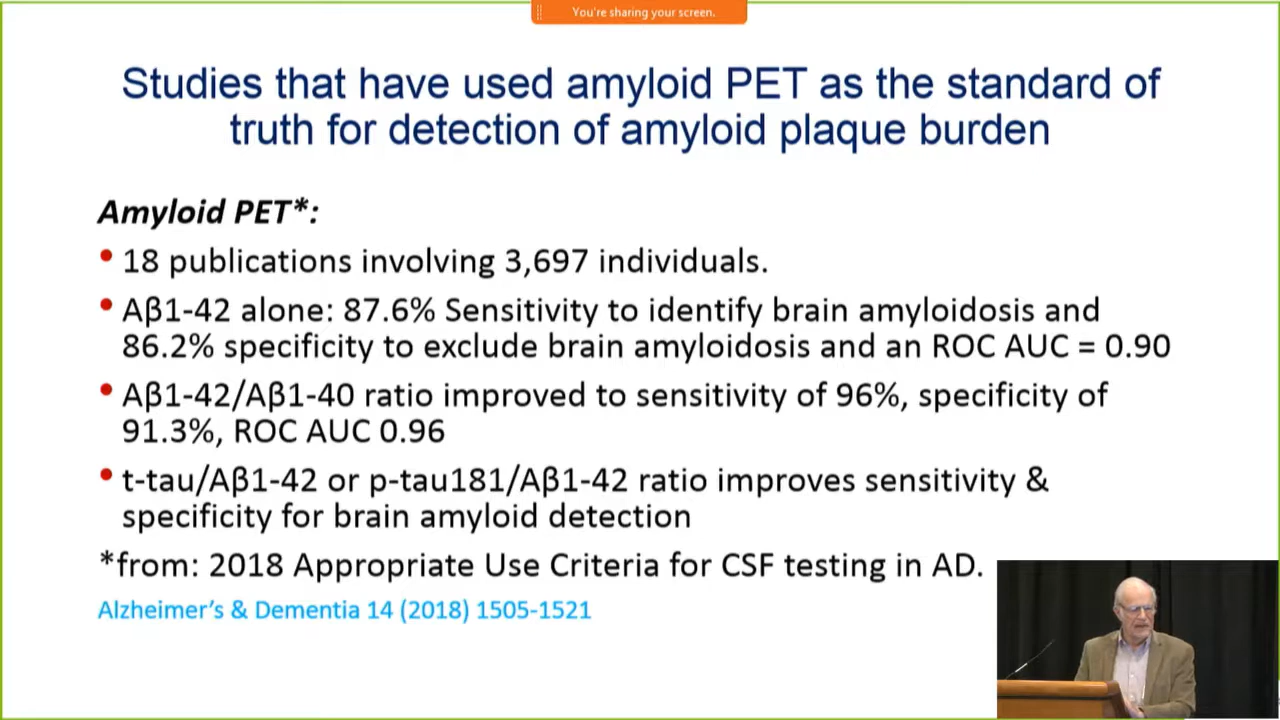 You're sharing your screen.
Studies that have used amyloid PET as the standard of
truth for detection of amyloid plaque burden
Amyloid PET*:
• 18 publications involving 3,697 individuals.
• Aβ1-42 alone: 87.6% Sensitivity to identify brain amyloidosis and
86.2% specificity to exclude brain amyloidosis and an ROC AUC = 0.90
• Aβ1-42/Aβ1-40 ratio improved to sensitivity of 96%, specificity of
91.3%, ROC AUC 0.96
• t-tau/Aβ1-42 or p-tau181/Aβ1-42 ratio improves sensitivity &
specificity for brain amyloid detection
*from: 2018 Appropriate Use Criteria for CSF testing in AD.
Alzheimer's & Dementia 14 (2018) 1505-1521